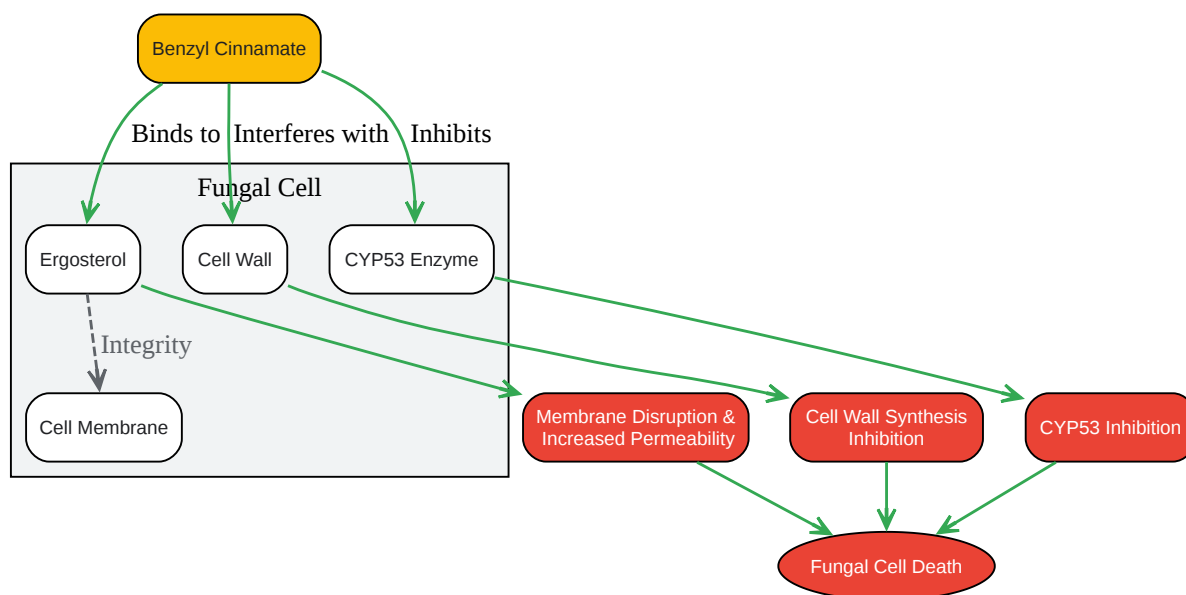 Benzyl Cinnamate
Binds to
Interferes with
Inhibits
Fungal Cell
Ergosterol
Cell Wall
CYP53 Enzyme
Integrity
Cell Membrane
Membrane Disruption &
Increased Permeability
Cell Wall Synthesis
Inhibition
CYP53 Inhibition
Fungal Cell Death